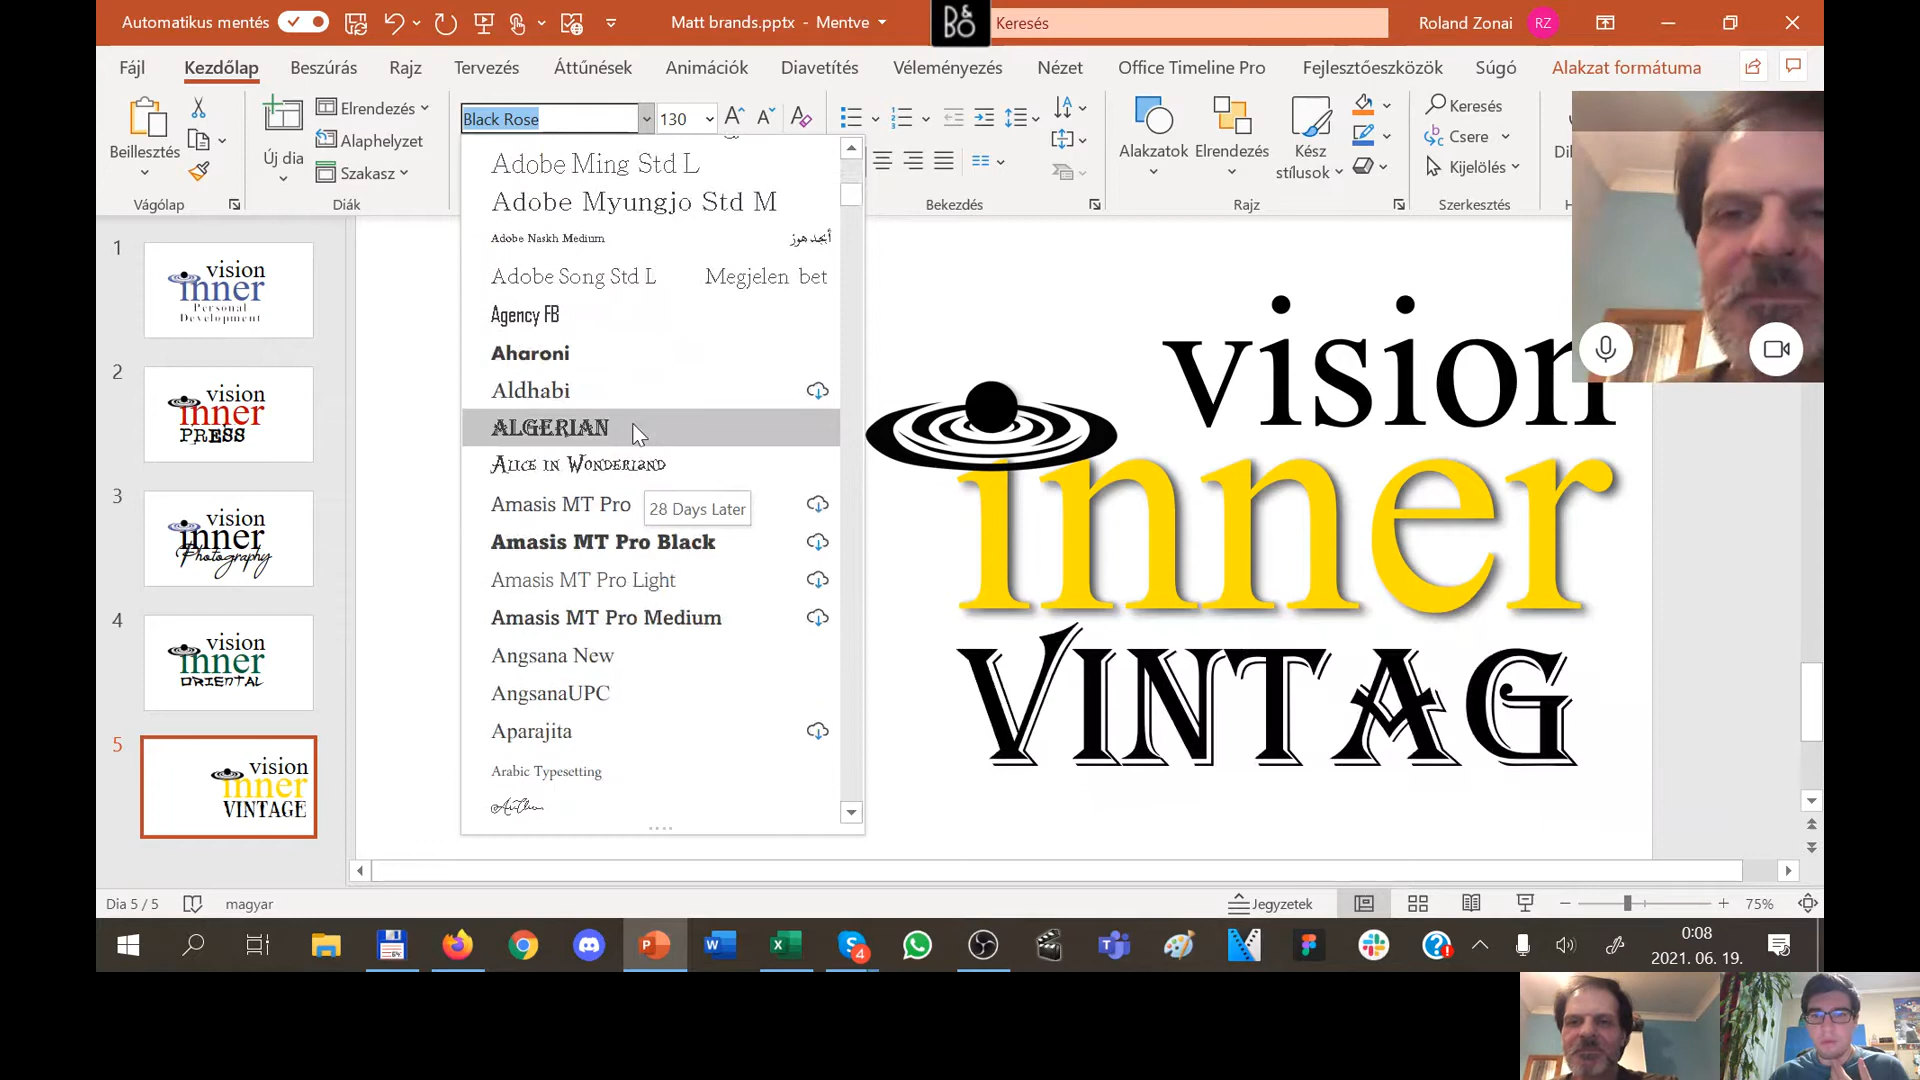 Automatikus mentés
Matt brands.pptx - Mentve
B&O
Keresés
Roland Zonai
RZ
Fájl
Kezdőlap
Beszúrás
Rajz
Tervezés
Áttűnések
Animációk
Diavetítés
Véleményezés
Nézet
Office Timeline Pro
Fejlesztőeszközök
Súgó
Alakzat formátuma
Beillesztés
Vágólap
Új dia
Elrendezés
Alaphelyzet
Szakasz
Diák
Black Rose
130
Bekezdés
Alakzatok
Elrendezés
Kész
stílusok
Rajz
Keresés
Csere
Kijelölés
Szerkesztés
Adobe Ming Std L
Adobe Myungjo Std M
Adobe Naskh Medium أبجد هوز
Adobe Song Std L Megjelen bet
Agency FB
Aharoni
Aldhabi
ALGERIAN
Alice in Wonderland
Amasis MT Pro
28 Days Later
Amasis MT Pro Black
Amasis MT Pro Light
Amasis MT Pro Medium
Angsana New
AngsanaUPC
Aparajita
Arabic Typesetting
1
vision
inner
Personal
Development
2
vision
inner
PRESS
3
vision
inner
Photography
4
vision
inner
ORIENTAL
5
vision
inner
VINTAGE
vision
inner
VINTAG
Dia 5 / 5
magyar
Jegyzetek
75%
4
0:08
2021. 06. 19.